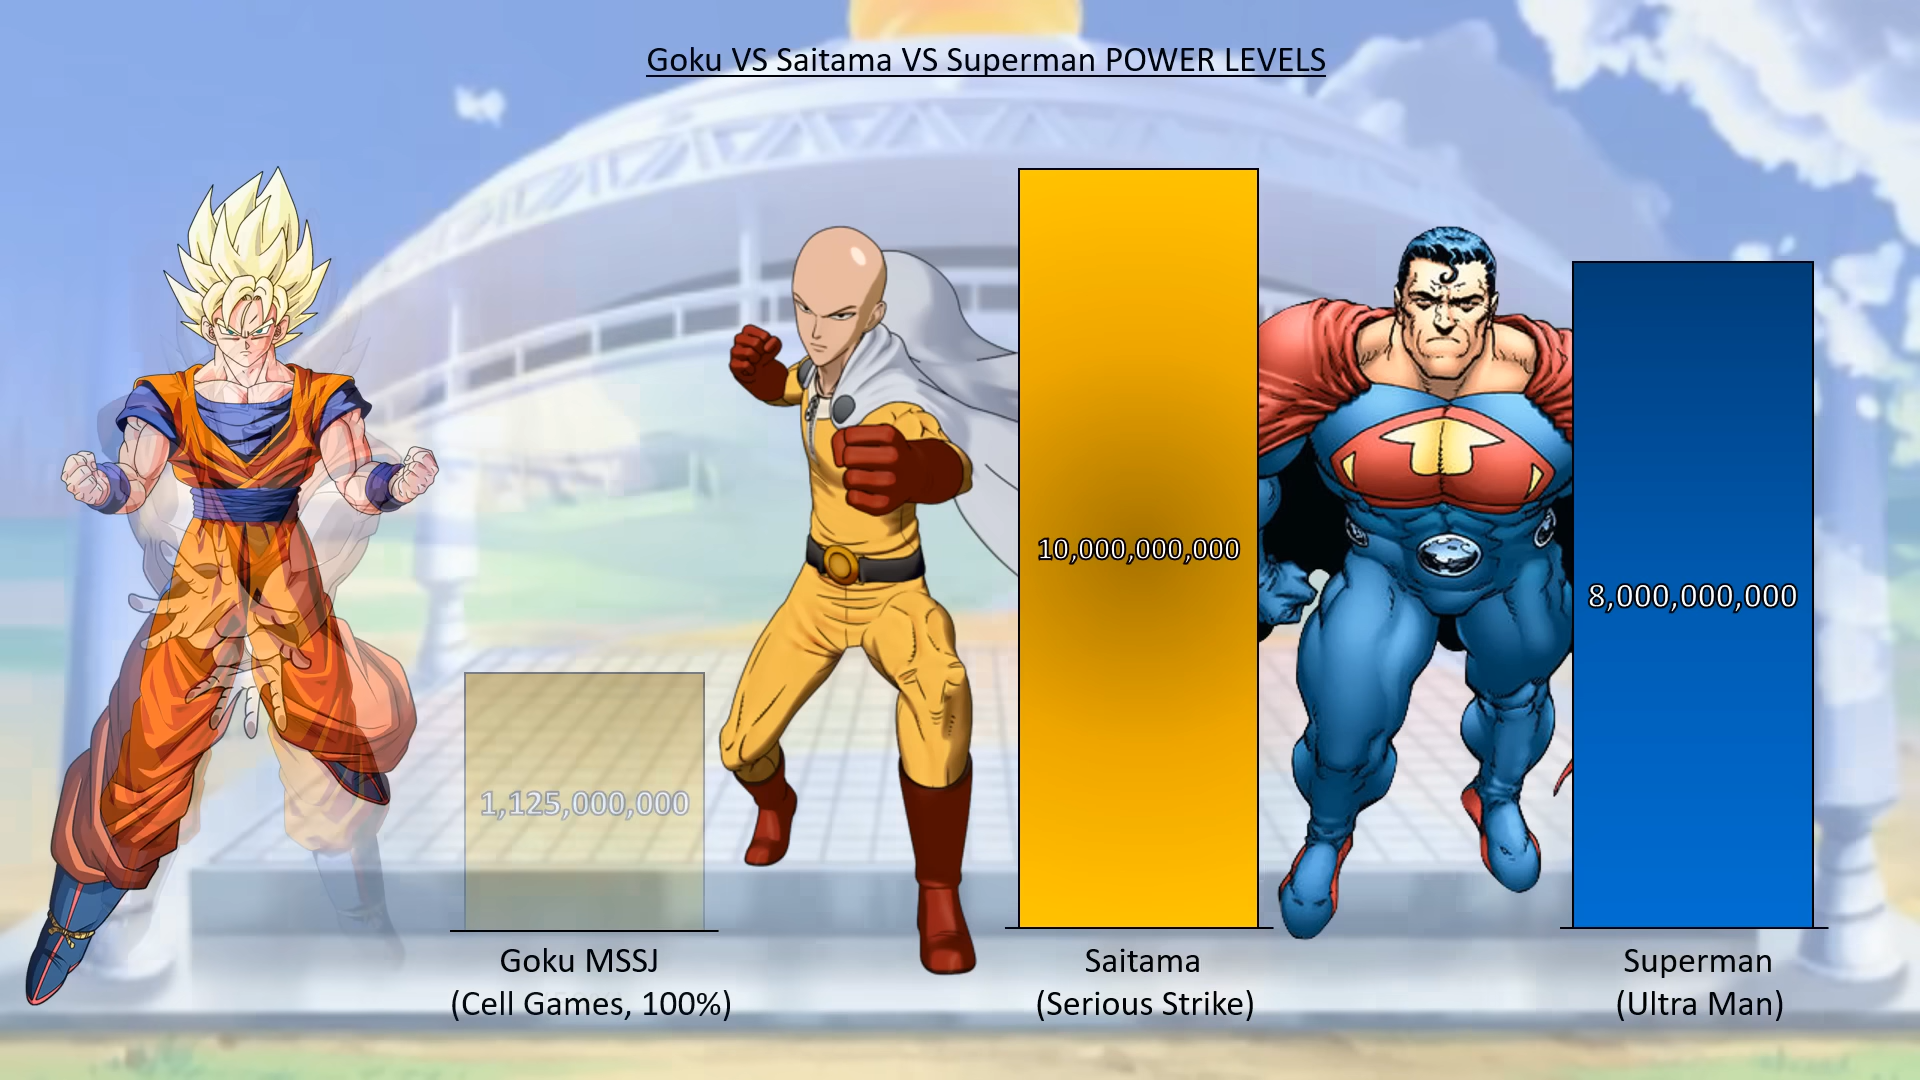 Goku VS Saitama VS Superman POWER LEVELS
1,125,000,000
10,000,000,000
8,000,000,000
Goku MSSJ
(Cell Games, 100%)
Saitama
(Serious Strike)
Superman
(Ultra Man)